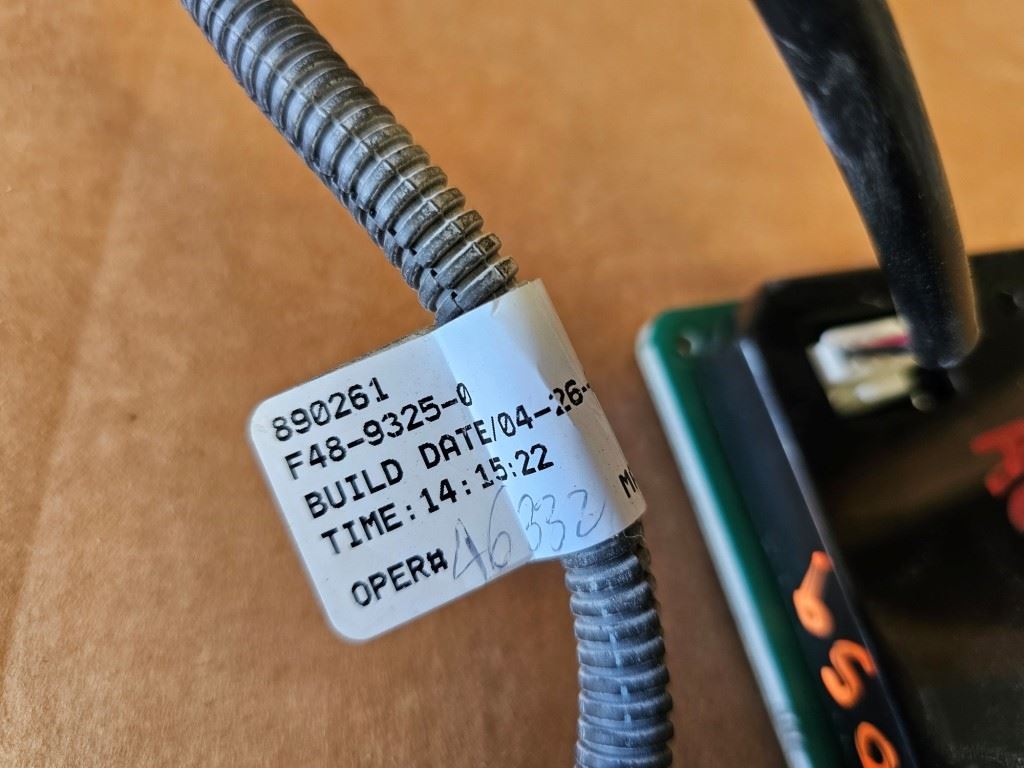 890261
F48-9325-0
BUILD DATE/04-26-
TIME:14:15:22
OPER# 46332